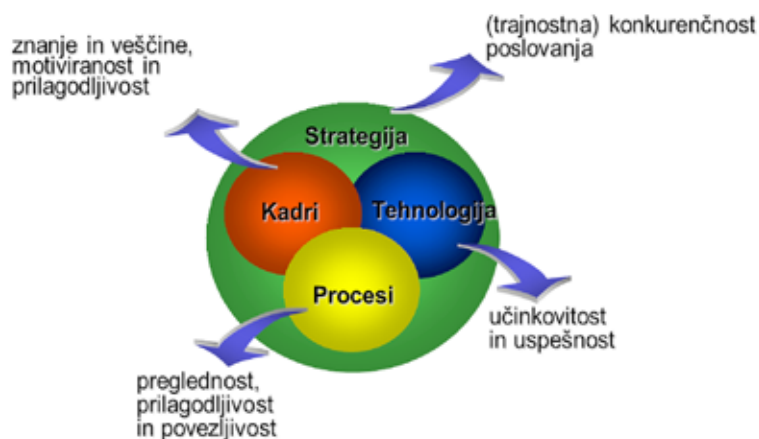 znanje in veščine,
motiviranost in
prilagodljivost
(trajnostna) konkurenčnost
poslovanja
Strategija
Kadri
Tehnologija
Procesi
učinkovitost
in uspešnost
preglednost,
prilagodljivost
in povezljivost